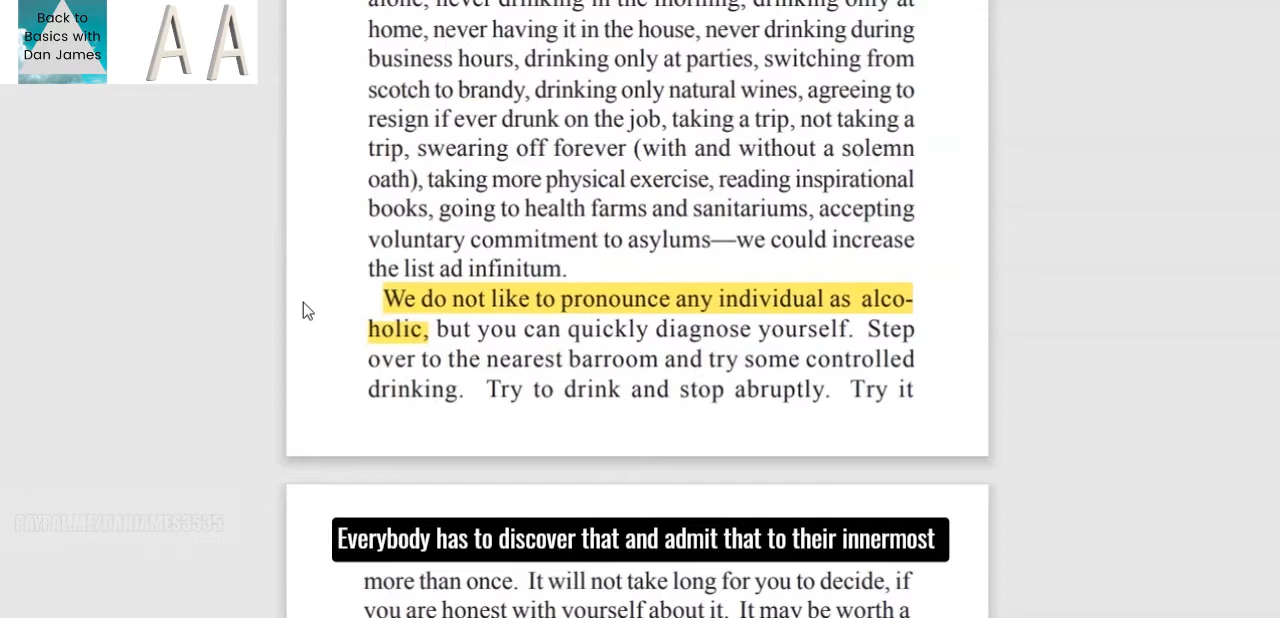 Back to
Basics with
Dan James
A A
alone, never drinking in the morning, drinking only at
home, never having it in the house, never drinking during
business hours, drinking only at parties, switching from
scotch to brandy, drinking only natural wines, agreeing to
resign if ever drunk on the job, taking a trip, not taking a
trip, swearing off forever (with and without a solemn
oath), taking more physical exercise, reading inspirational
books, going to health farms and sanitariums, accepting
voluntary commitment to asylums—we could increase
the list ad infinitum.
We do not like to pronounce any individual as alco-
holic, but you can quickly diagnose yourself. Step
over to the nearest barroom and try some controlled
drinking. Try to drink and stop abruptly. Try it
PAYPAL.ME/DANJAMES3535
Everybody has to discover that and admit that to their innermost
more than once. It will not take long for you to decide, if
you are honest with yourself about it. It may be worth a